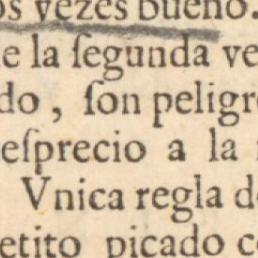 os vezes bueno.
e la ſegunda ve
do, ſon peligr
eſprecio a la
Vnica regla d
etito picado c